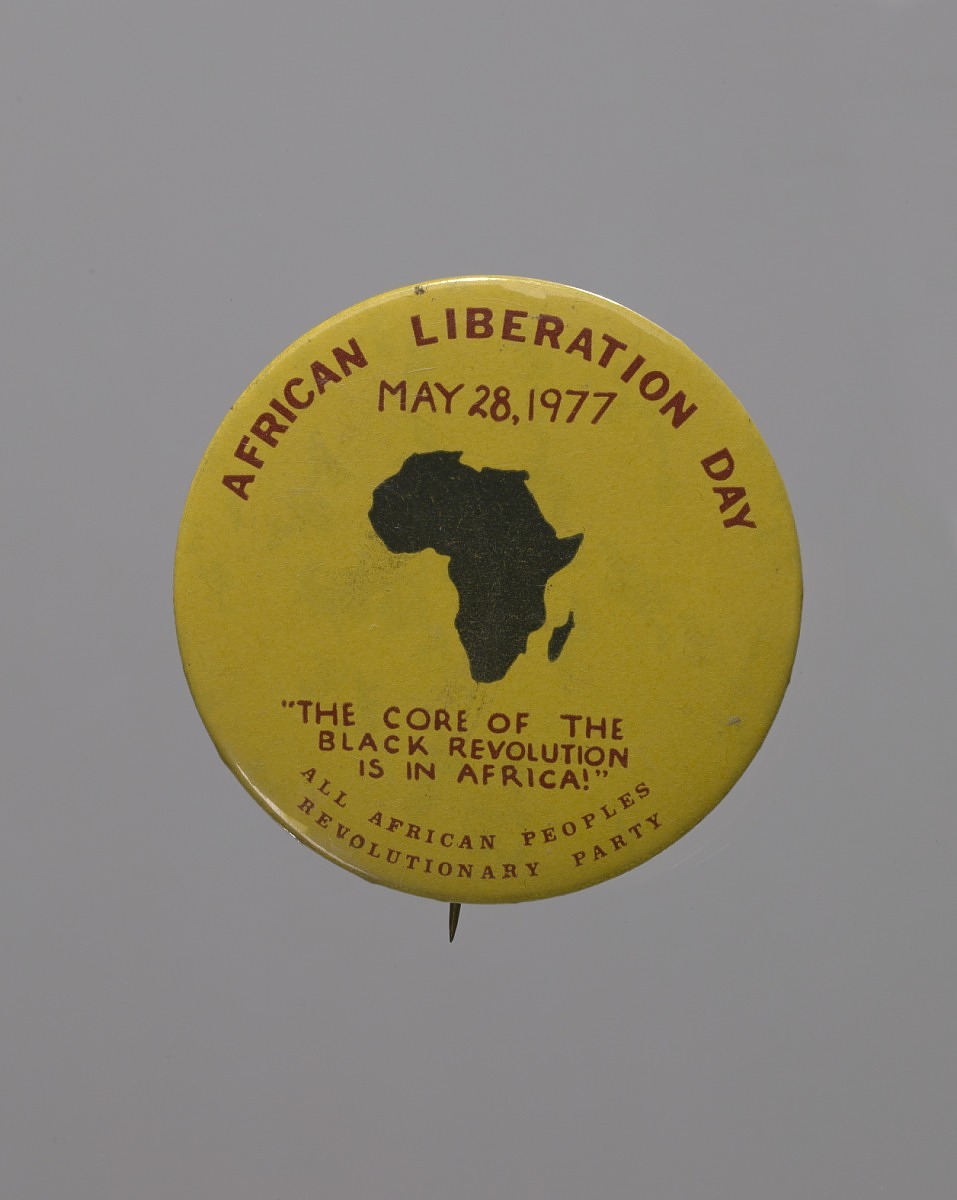 AFRICAN LIBERATION DAY
MAY 28, 1977
"THE CORE OF THE
BLACK REVOLUTION
IS IN AFRICA!"
ALL AFRICAN PEOPLES
REVOLUTIONARY PARTY